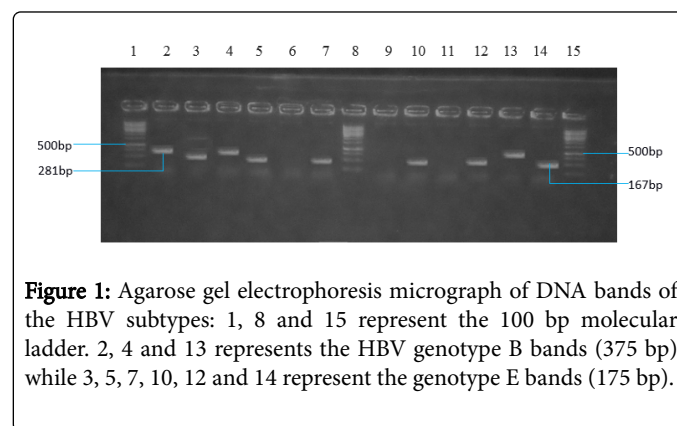 1 2 3 4 5 6 7 8 9 10 11 12 13 14 15
500bp
500bp
281bp
167bp
Figure 1: Agarose gel electrophoresis micrograph of DNA bands of
the HBV subtypes: 1, 8 and 15 represent the 100 bp molecular
ladder. 2, 4 and 13 represents the HBV genotype B bands (375 bp)
while 3, 5, 7, 10, 12 and 14 represent the genotype E bands (175 bp).